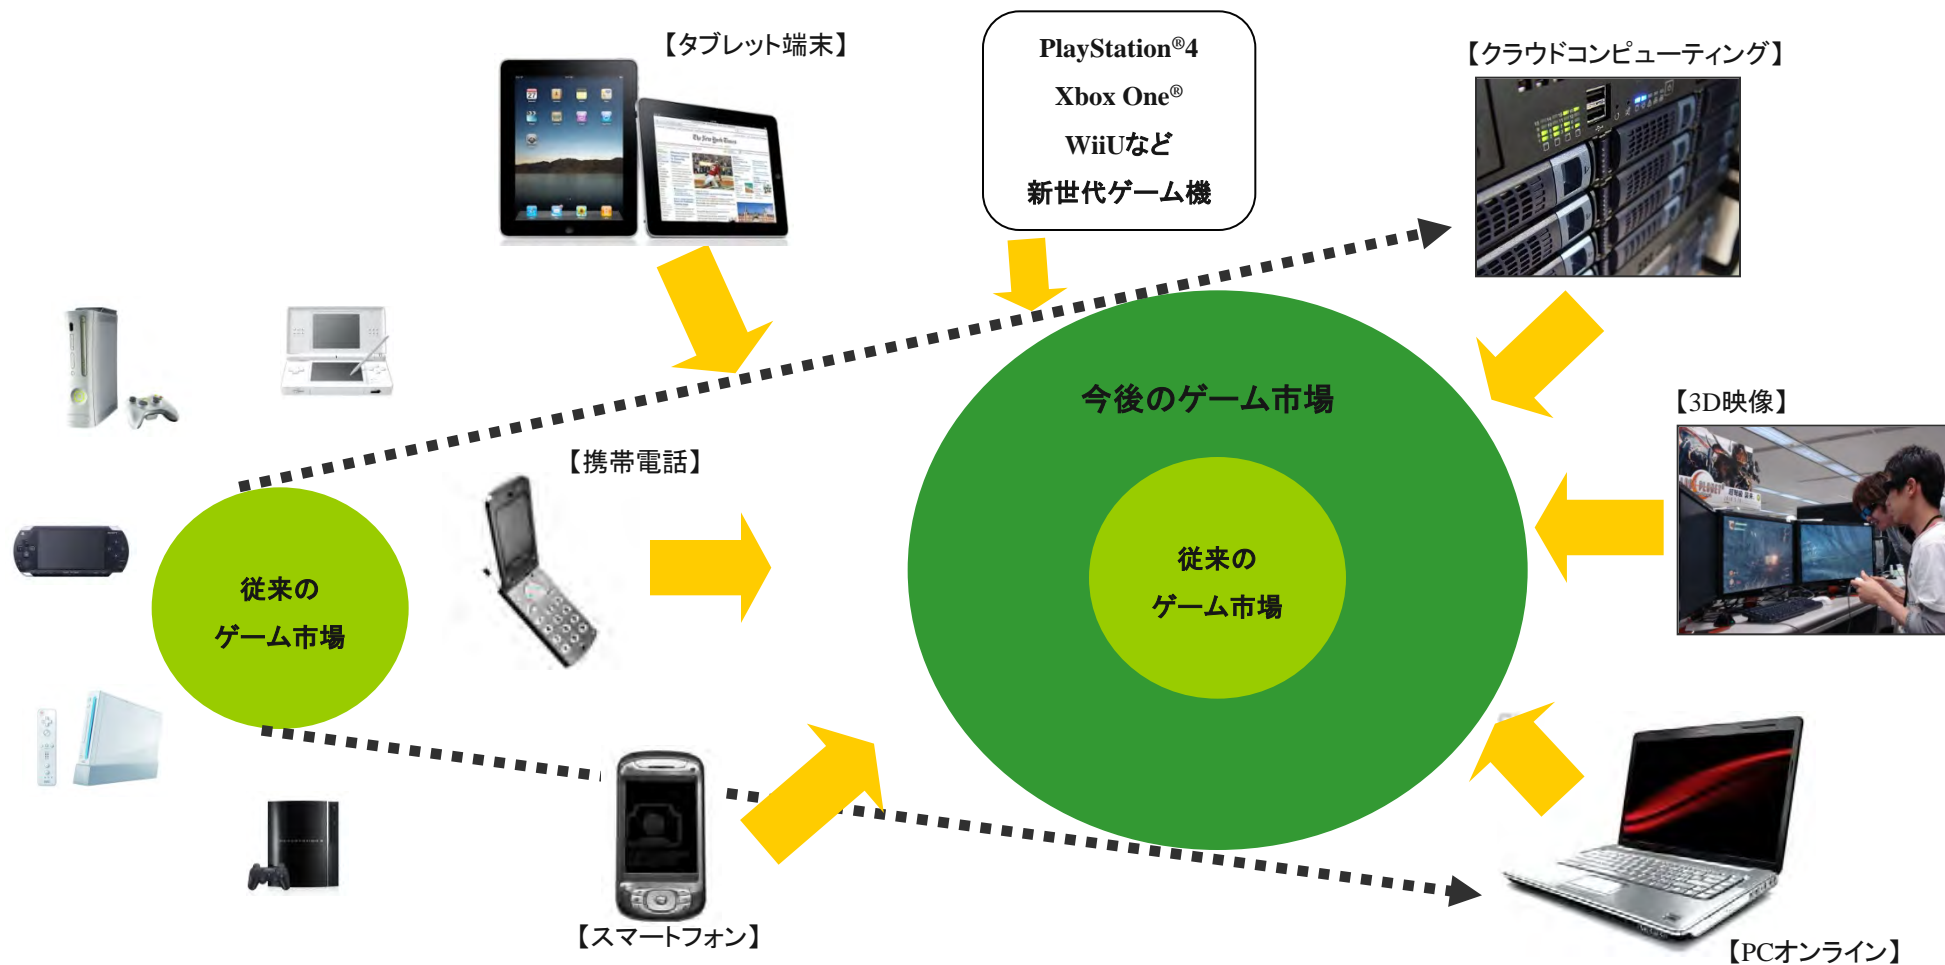 【タブレット端末】
PlayStation®4
Xbox One®
WiiUなど
新世代ゲーム機
【クラウドコンピューティング】
The New York Times
今後のゲーム市場
【3D映像】
【携帯電話】
従来の
ゲーム市場
従来の
ゲーム市場
【スマートフォン】
【PCオンライン】